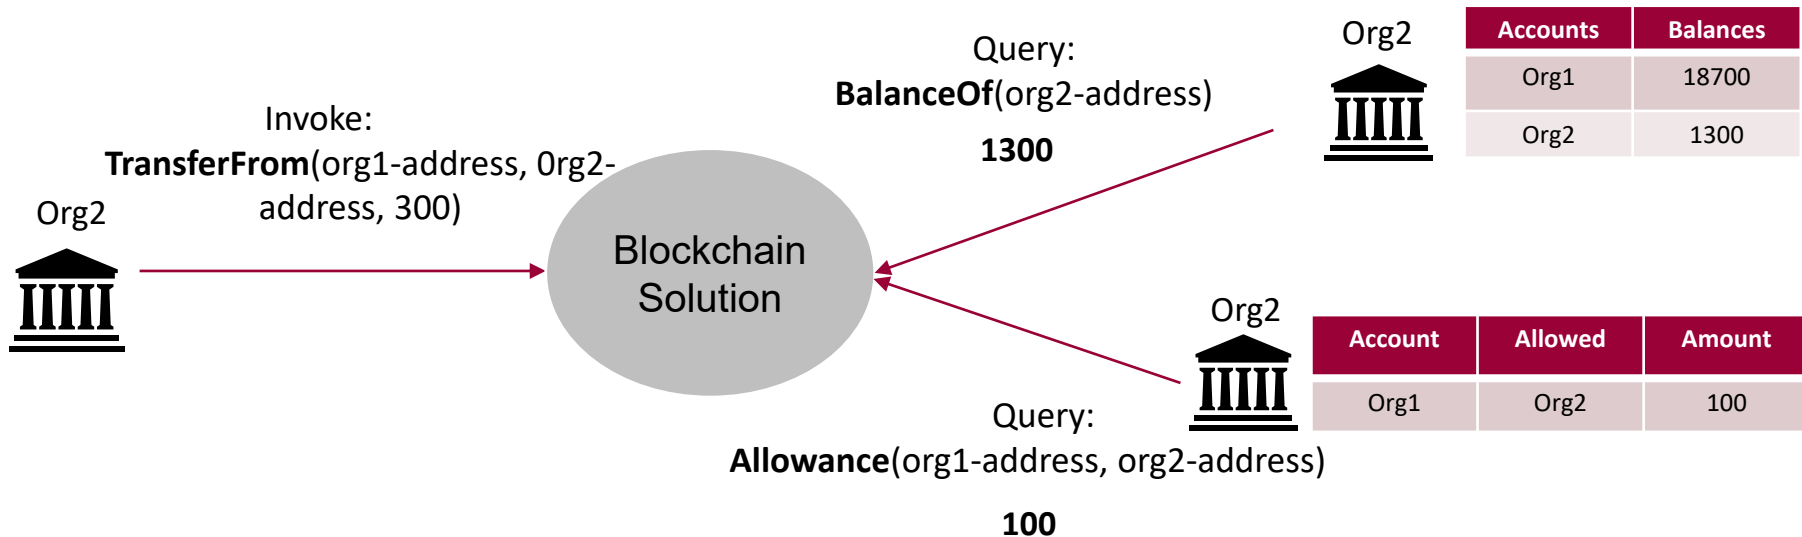 Org2
Invoke:
TransferFrom(org1-address, 0rg2-
address, 300)
Blockchain
Solution
Query:
BalanceOf(org2-address)
1300
Org2
Accounts Balances
Org1 18700
Org2 1300
Org2
Account Allowed Amount
Org1 Org2 100
Query:
Allowance(org1-address, org2-address)
100